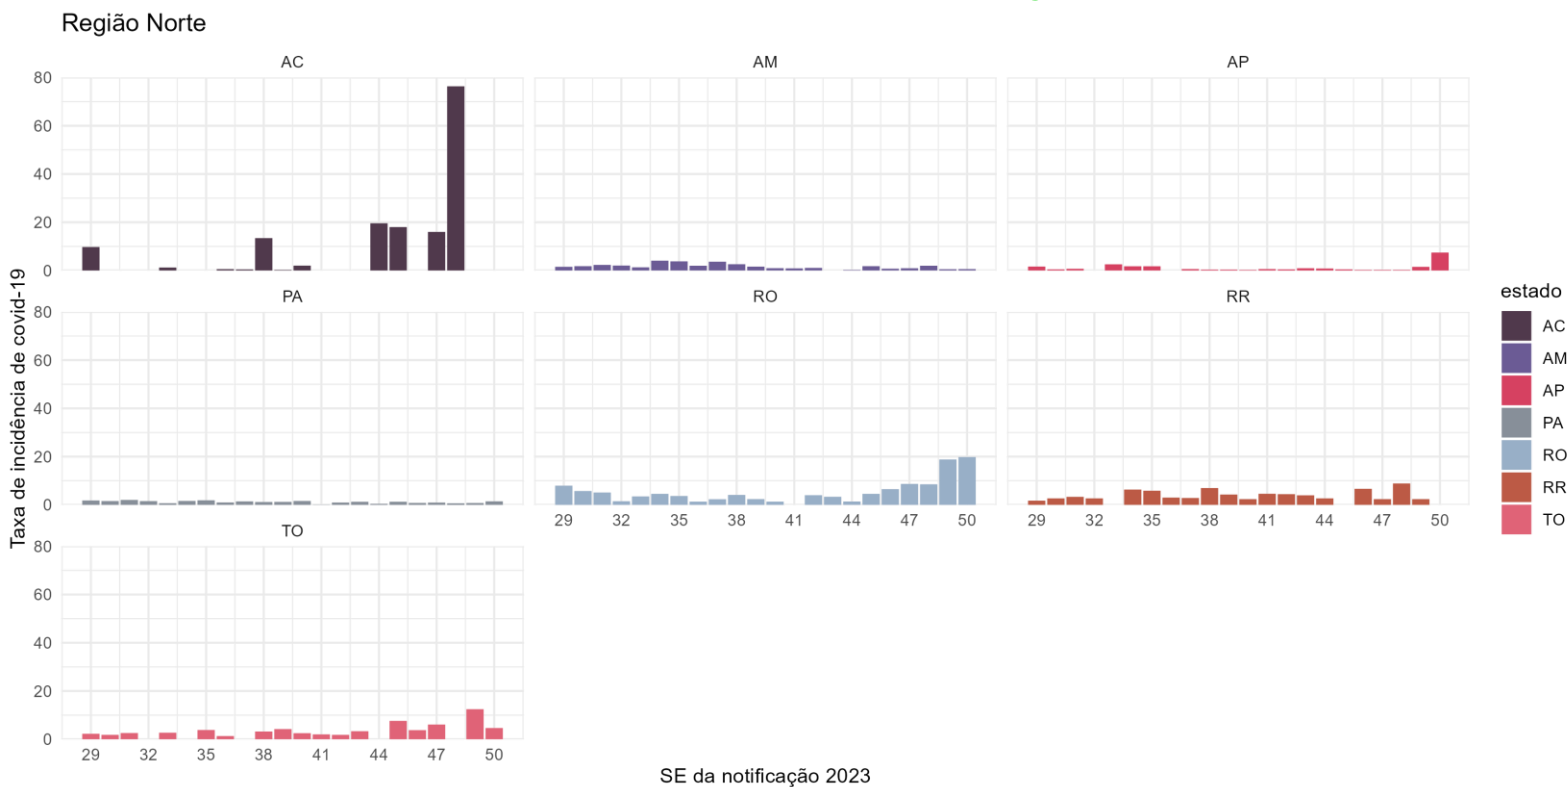 Região Norte
AC AM AP
80
60
40
20
0
PA RO RR
80
60
40
20
0
29 32 35 38 41 44 47 50 29 32 35 38 41 44 47 50
TO
80
60
40
20
0
29 32 35 38 41 44 47 50
Taxa de incidência de covid-19
SE da notificação 2023
estado
AC
AM
AP
PA
RO
RR
TO